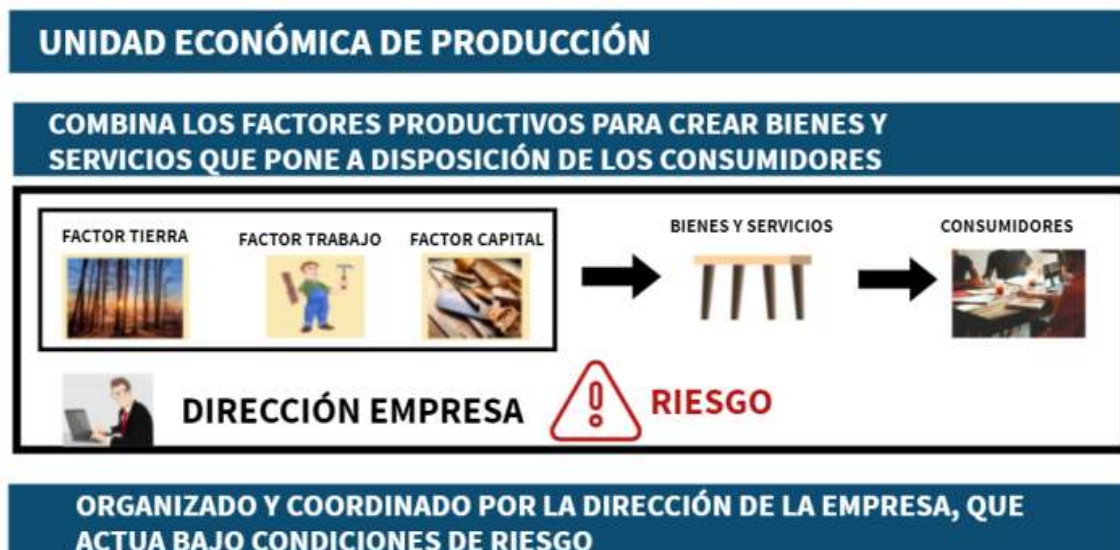 UNIDAD ECONÓMICA DE PRODUCCIÓN
COMBINA LOS FACTORES PRODUCTIVOS PARA CREAR BIENES Y
SERVICIOS QUE PONE A DISPOSICIÓN DE LOS CONSUMIDORES
FACTOR TIERRA
FACTOR TRABAJO
FACTOR CAPITAL
BIENES Y SERVICIOS
CONSUMIDORES
DIRECCIÓN EMPRESA
RIESGO
ORGANIZADO Y COORDINADO POR LA DIRECCIÓN DE LA EMPRESA, QUE
ACTUA BAJO CONDICIONES DE RIESGO